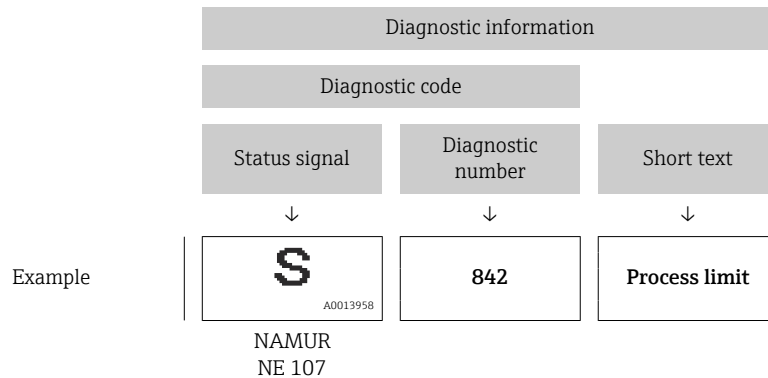 Diagnostic information
Diagnostic code
Status signal
Diagnostic
number
Short text
↓ ↓ ↓
Example
S
A0013958
842
Process limit
NAMUR
NE 107